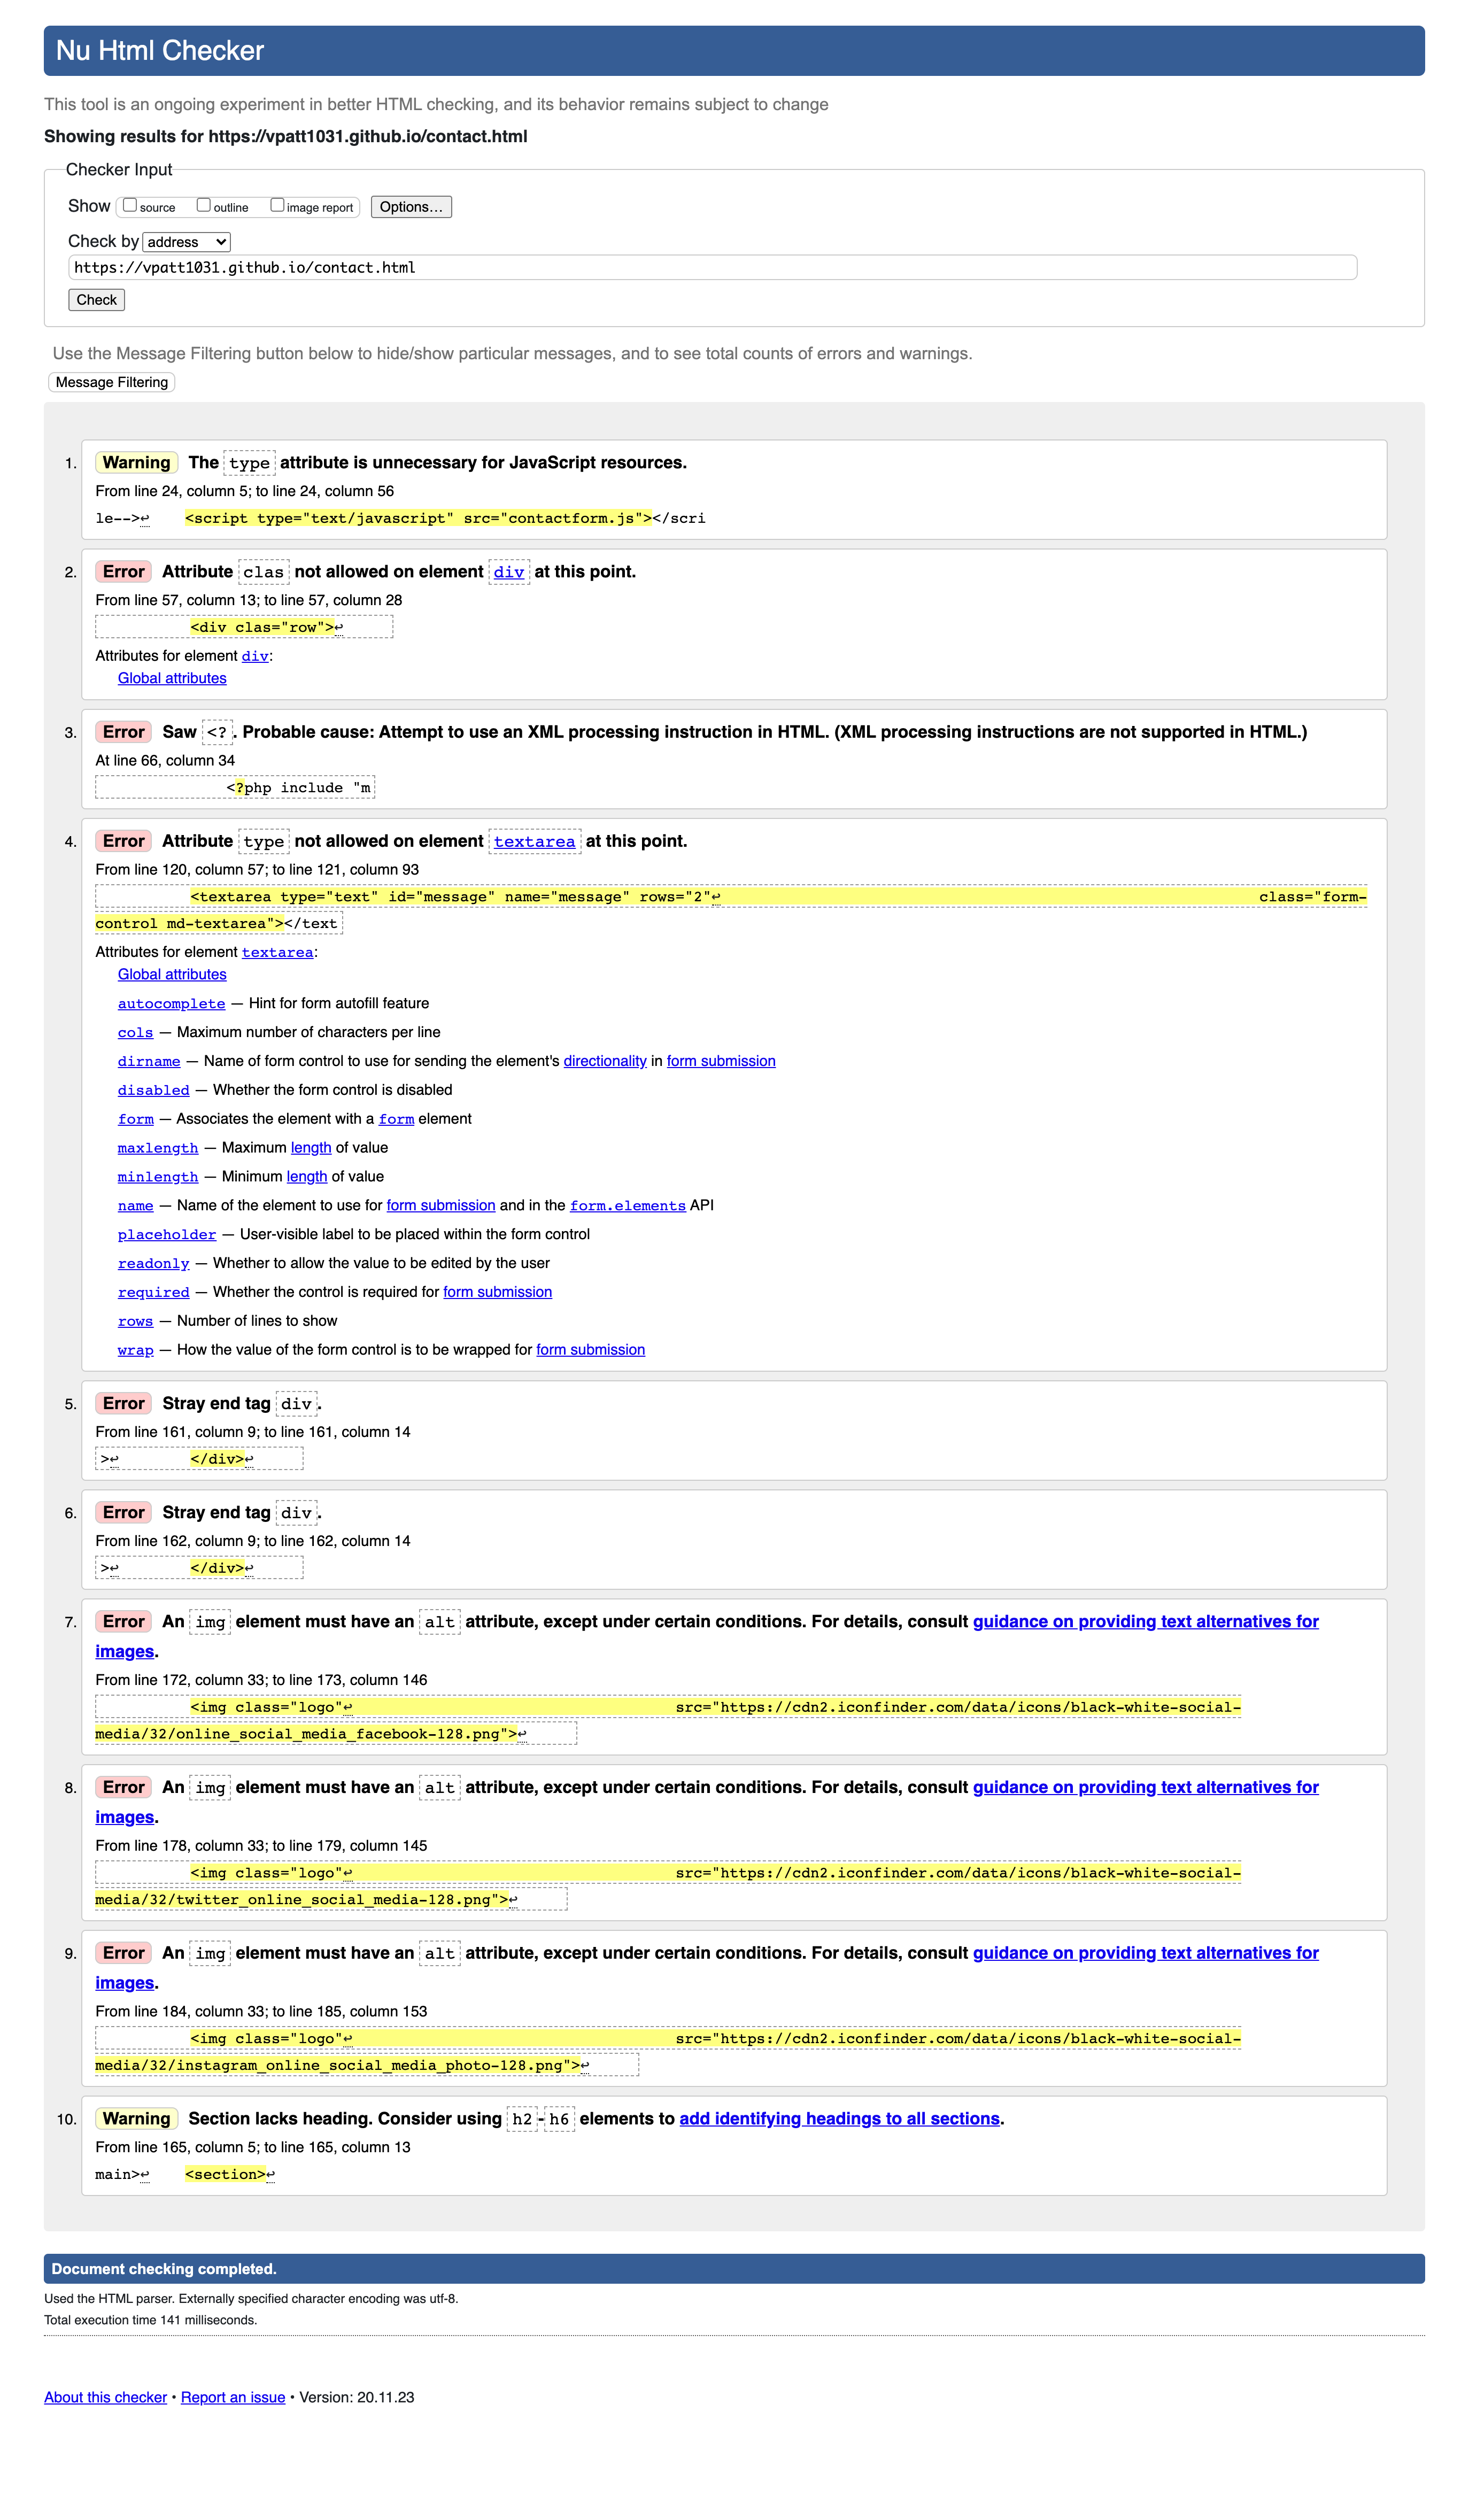 Nu Html Checker
This tool is an ongoing experiment in better HTML checking, and its behavior remains subject to change
Showing results for https://vpatt1031.github.io/contact.html
Checker Input
Show source outline image report Options...
Check by address
https://vpatt1031.github.io/contact.html
Check
Use the Message Filtering button below to hide/show particular messages, and to see total counts of errors and warnings.
Message Filtering
1. Warning The type attribute is unnecessary for JavaScript resources.
From line 24, column 5; to line 24, column 56
le-->↩ <script type="text/javascript" src="contactform.js"></scri
2. Error Attribute clas not allowed on element div at this point.
From line 57, column 13; to line 57, column 28
<div clas="row">↩
Attributes for element div:
Global attributes
3. Error Saw <?. Probable cause: Attempt to use an XML processing instruction in HTML. (XML processing instructions are not supported in HTML.)
At line 66, column 34
<?php include "m
4. Error Attribute type not allowed on element textarea at this point.
From line 120, column 57; to line 121, column 93
<textarea type="text" id="message" name="message" rows="2"↩ class="form-
control md-textarea"></text
Attributes for element textarea:
Global attributes
autocomplete — Hint for form autofill feature
cols — Maximum number of characters per line
dirname — Name of form control to use for sending the element's directionality in form submission
disabled — Whether the form control is disabled
form — Associates the element with a form element
maxlength — Maximum length of value
minlength — Minimum length of value
name — Name of the element to use for form submission and in the form.elements API
placeholder — User-visible label to be placed within the form control
readonly — Whether to allow the value to be edited by the user
required — Whether the control is required for form submission
rows — Number of lines to show
wrap — How the value of the form control is to be wrapped for form submission
5. Error Stray end tag div.
From line 161, column 9; to line 161, column 14
>↩ </div>↩
6. Error Stray end tag div.
From line 162, column 9; to line 162, column 14
>↩ </div>↩
7. Error An img element must have an alt attribute, except under certain conditions. For details, consult guidance on providing text alternatives for
images.
From line 172, column 33; to line 173, column 146
<img class="logo"↩ src="https://cdn2.iconfinder.com/data/icons/black-white-social-
media/32/online_social_media_facebook-128.png">↩
8. Error An img element must have an alt attribute, except under certain conditions. For details, consult guidance on providing text alternatives for
images.
From line 178, column 33; to line 179, column 145
<img class="logo"↩ src="https://cdn2.iconfinder.com/data/icons/black-white-social-
media/32/twitter_online_social_media-128.png">↩
9. Error An img element must have an alt attribute, except under certain conditions. For details, consult guidance on providing text alternatives for
images.
From line 184, column 33; to line 185, column 153
<img class="logo"↩ src="https://cdn2.iconfinder.com/data/icons/black-white-social-
media/32/instagram_online_social_media_photo-128.png">↩
10. Warning Section lacks heading. Consider using h2-h6 elements to add identifying headings to all sections.
From line 165, column 5; to line 165, column 13
main>↩ <section>↩
Document checking completed.
Used the HTML parser. Externally specified character encoding was utf-8.
Total execution time 141 milliseconds.
About this checker • Report an issue • Version: 20.11.23